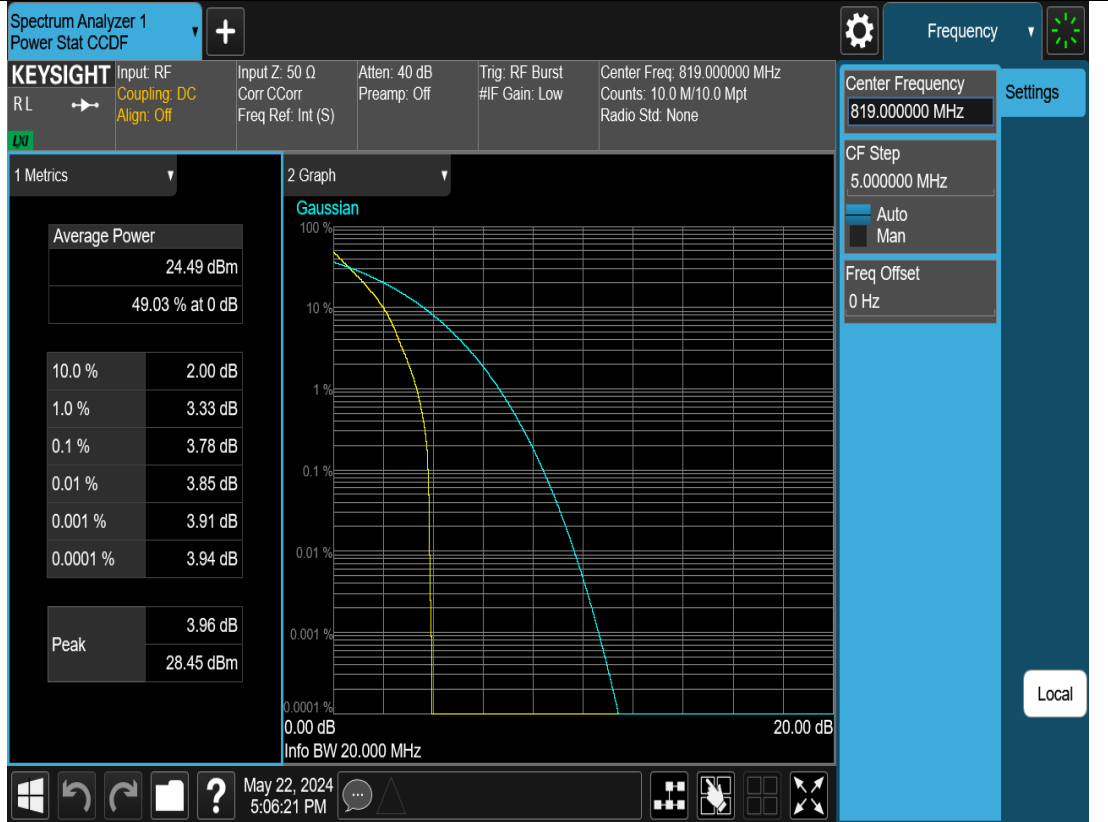 Spectrum Analyzer 1
Power Stat CCDF
+
Frequency
KEYSIGHT
R L
LXI
Input: RF
Coupling: DC
Align: Off
Input Z: 50 Ω
Corr CCorr
Freq Ref: Int (S)
Atten: 40 dB
Preamp: Off
Trig: RF Burst
#IF Gain: Low
Center Freq: 819.000000 MHz
Counts: 10.0 M/10.0 Mpt
Radio Std: None
Center Frequency
819.000000 MHz
Settings
CF Step
5.000000 MHz
Auto
Man
Freq Offset
0 Hz
1 Metrics
Average Power
24.49 dBm
49.03 % at 0 dB
10.0 % 2.00 dB
1.0 % 3.33 dB
0.1 % 3.78 dB
0.01 % 3.85 dB
0.001 % 3.91 dB
0.0001 % 3.94 dB
Peak
3.96 dB
28.45 dBm
2 Graph
Gaussian
100 %
10 %
1 %
0.1 %
0.01 %
0.001 %
0.0001 %
0.00 dB 20.00 dB
Info BW 20.000 MHz
Local
?
May 22, 2024
5:06:21 PM